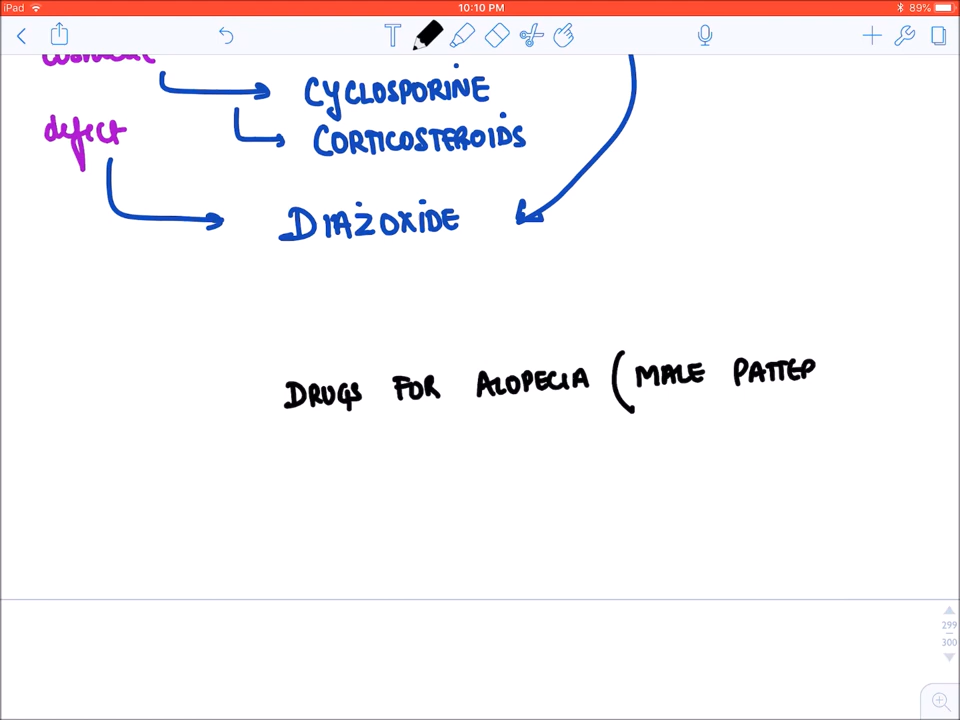 iPad 10:10 PM 89%
T
CYCLOSPORINE
defect
CORTICOSTEROIDS
DIAZOXIDE
DRUGS FOR ALOPECIA (MALE PATTEP
299
300